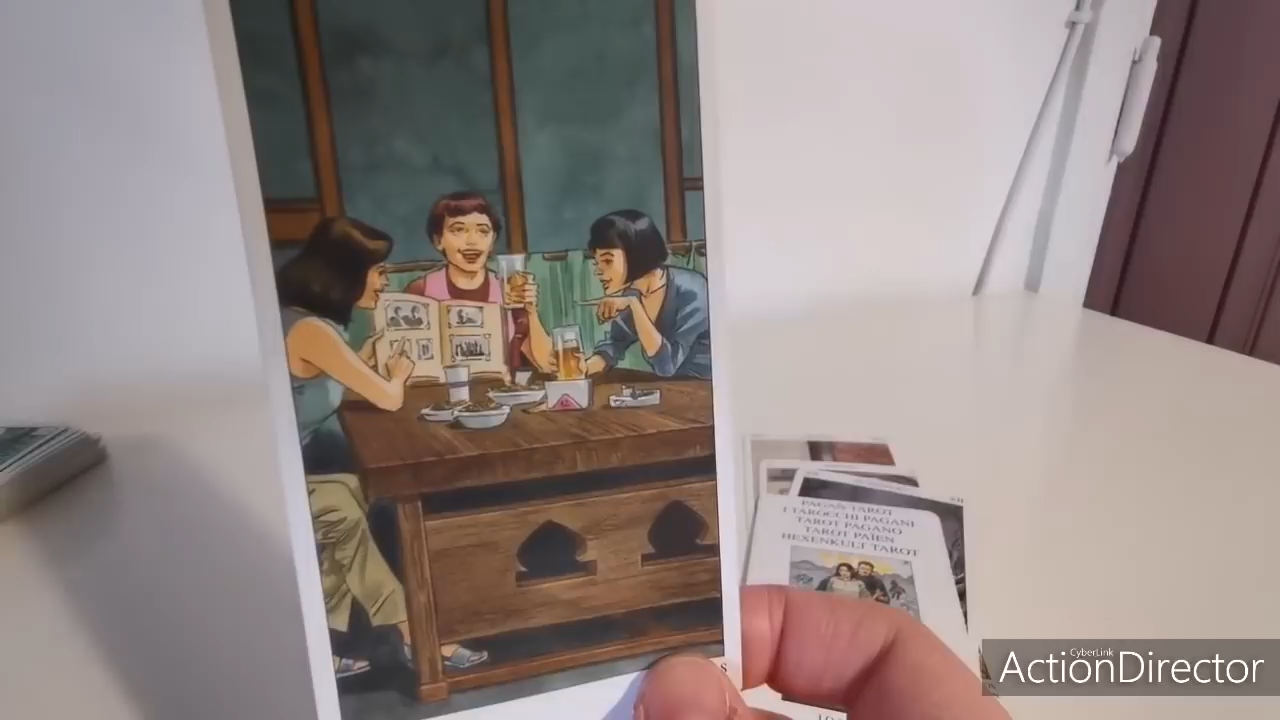 PAGAN TAROT
I TAROCCHI PAGANI
TAROT PAGANO
TAROT PAÏEN
HEXENKULT TAROT
S
CyberLink
ActionDirector